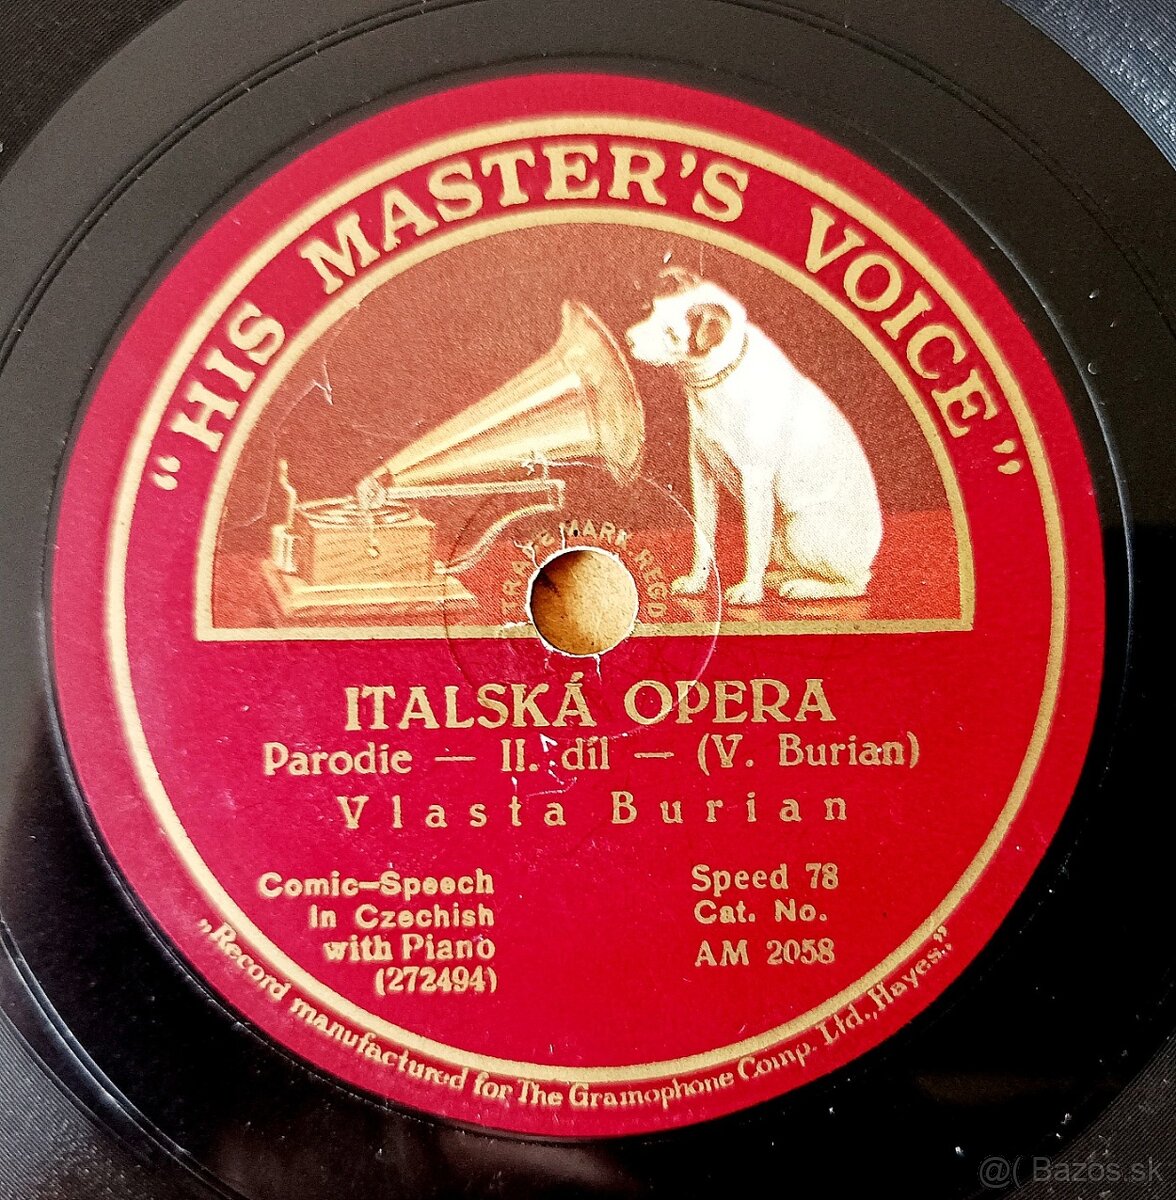 "HIS MASTER'S VOICE"
TRADE MARK REGD
ITALSKÁ OPERA
Parodie — II. díl — (V. Burian)
Vlasta Burian
Comic-Speech
in Czechish
with Piano
(272494)
Speed 78
Cat. No.
AM 2058
„Record manufactured for The Gramophone Comp. Ltd., Hayes."
@( Bazos.sk